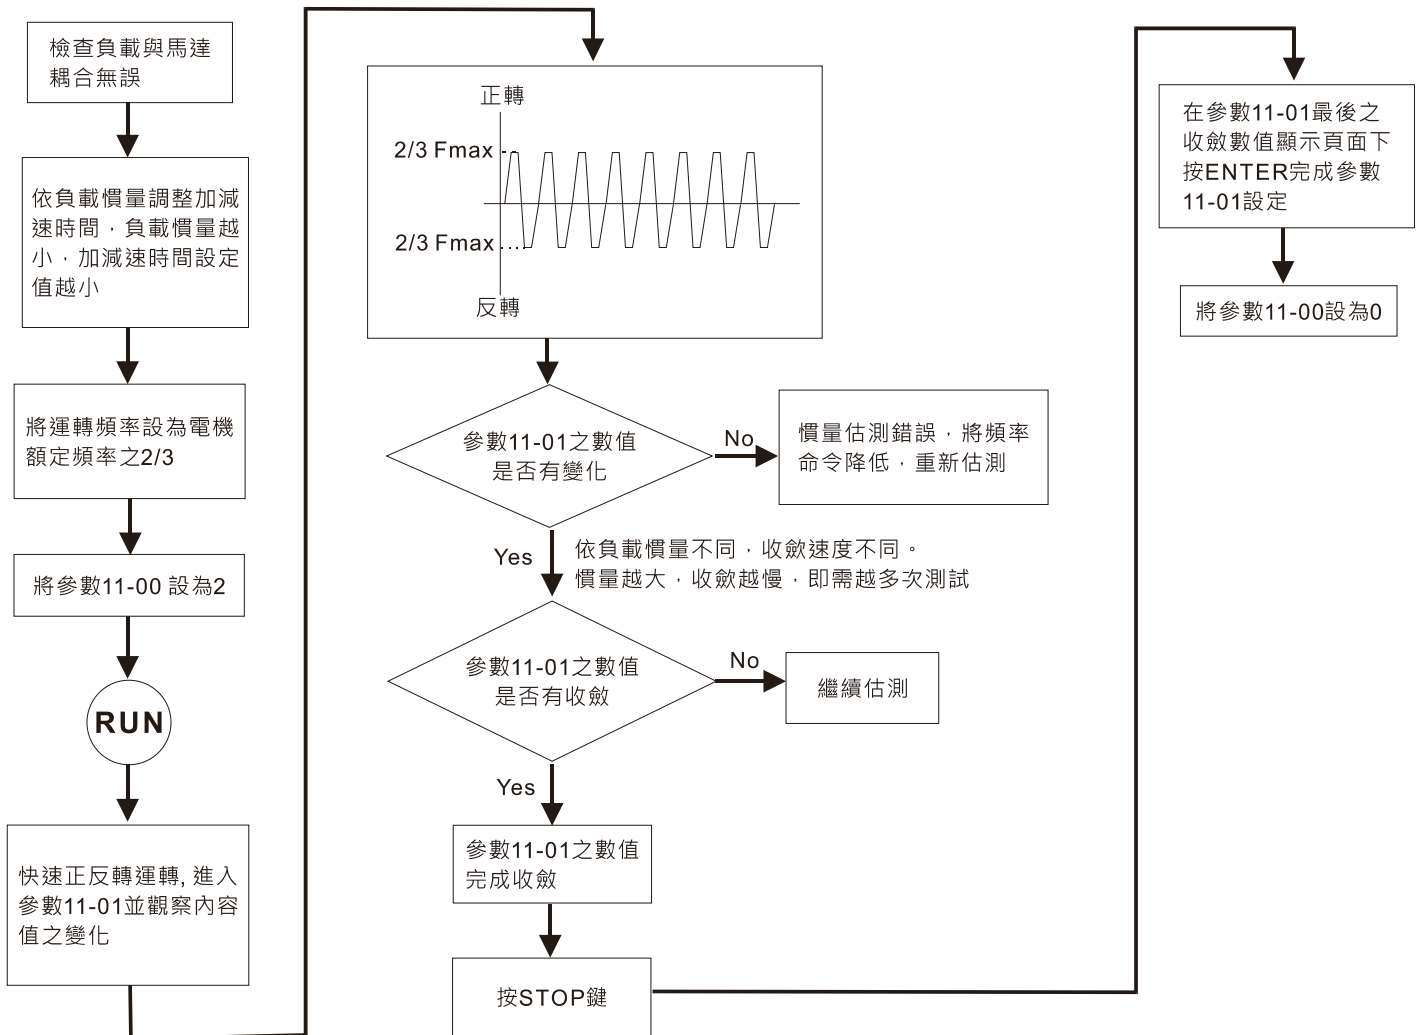 檢查負載與馬達
耦合無誤
依負載慣量調整加減
速時間，負載慣量越
小，加減速時間設定
值越小
將運轉頻率設為電機
額定頻率之2/3
將參數11-00 設為2
RUN
快速正反轉運轉, 進入
參數11-01並觀察內容
值之變化
正轉
2/3 Fmax
2/3 Fmax
反轉
參數11-01之數值
是否有變化
No
慣量估測錯誤，將頻率
命令降低，重新估測
Yes
依負載慣量不同，收斂速度不同。
慣量越大，收斂越慢，即需越多次測試
參數11-01之數值
是否有收斂
No
繼續估測
Yes
參數11-01之數值
完成收斂
按STOP鍵
在參數11-01最後之
收斂數值顯示頁面下
按ENTER完成參數
11-01設定
將參數11-00設為0